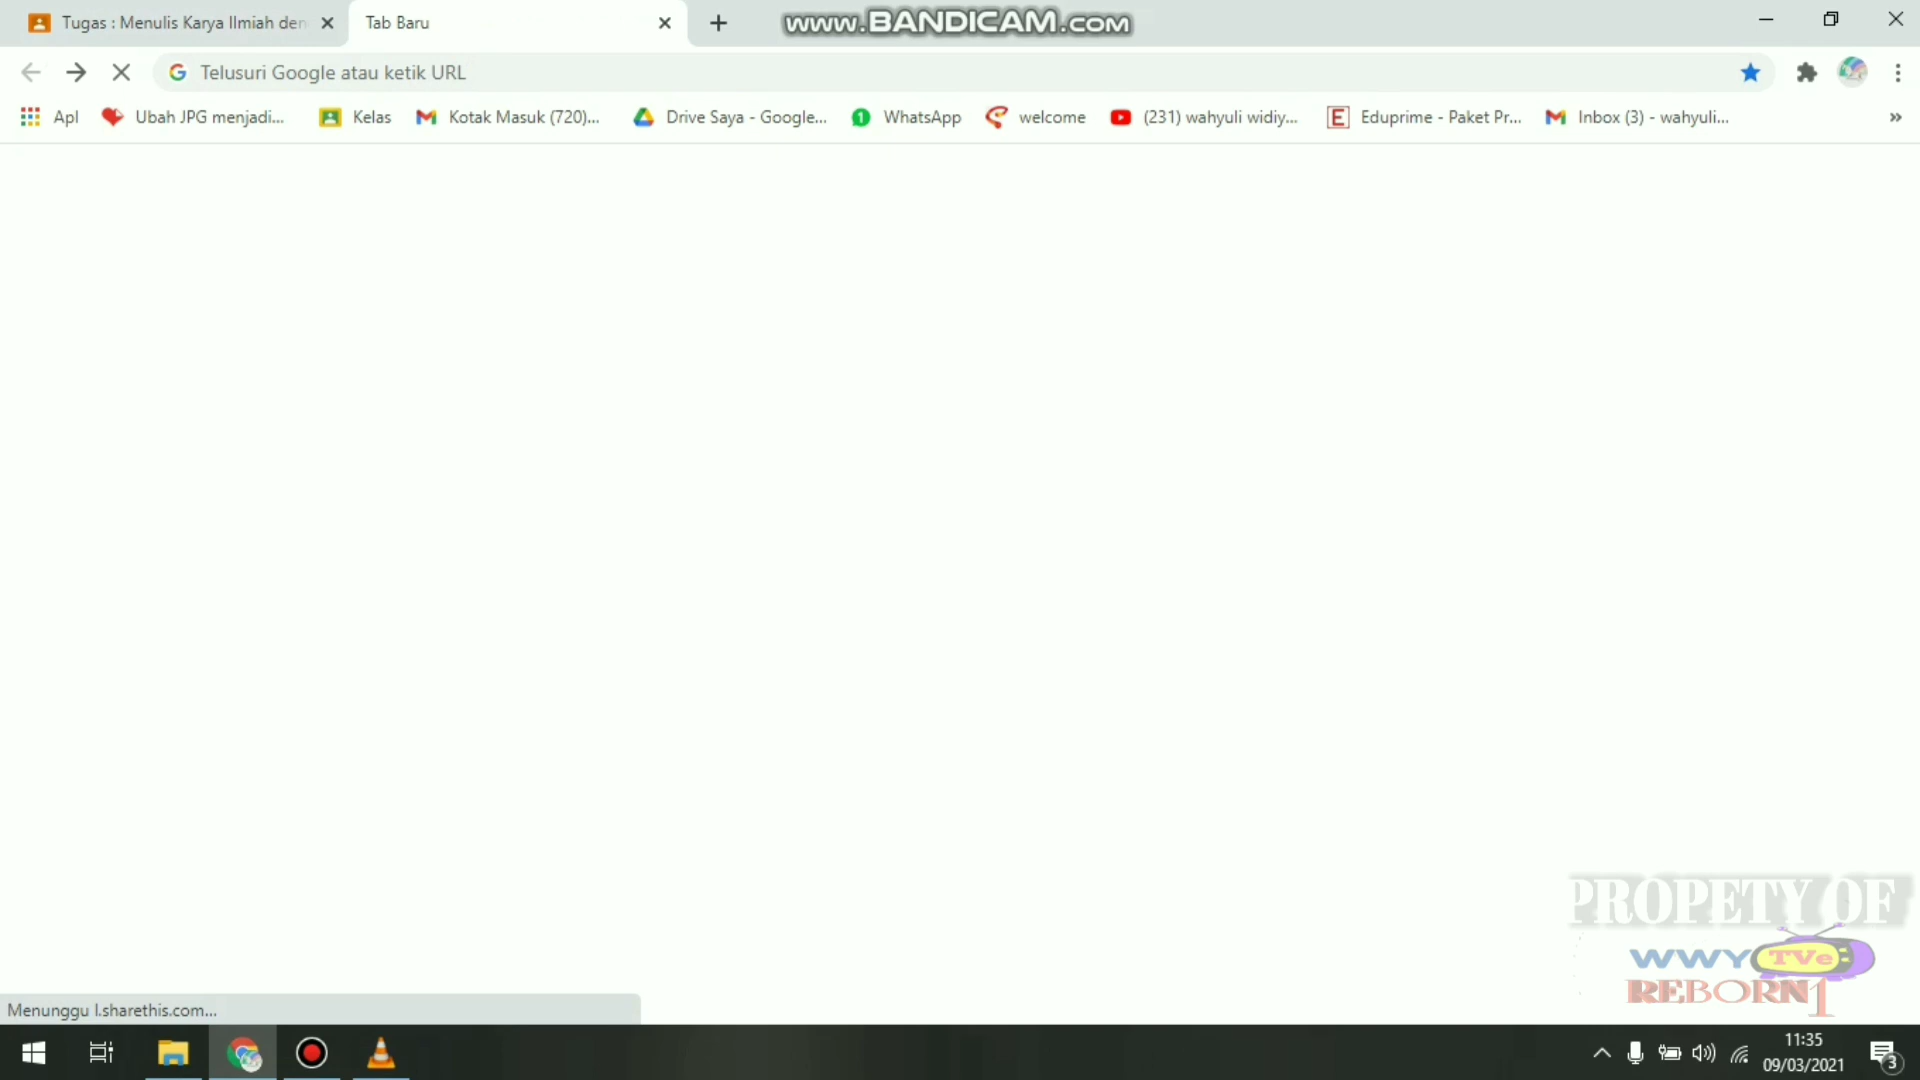 Tugas : Menulis Karya Ilmiah den
Tab Baru
www.BANDICAM.com
Telusuri Google atau ketik URL
Apl
Ubah JPG menjadi...
Kelas
Kotak Masuk (720)...
Drive Saya - Google...
WhatsApp
welcome
(231) wahyuli widiy...
Eduprime - Paket Pr...
Inbox (3) - wahyuli...
PROPETY OF
WWY TVe
REBORN1
Menunggu l.sharethis.com...
11:35
09/03/2021
3